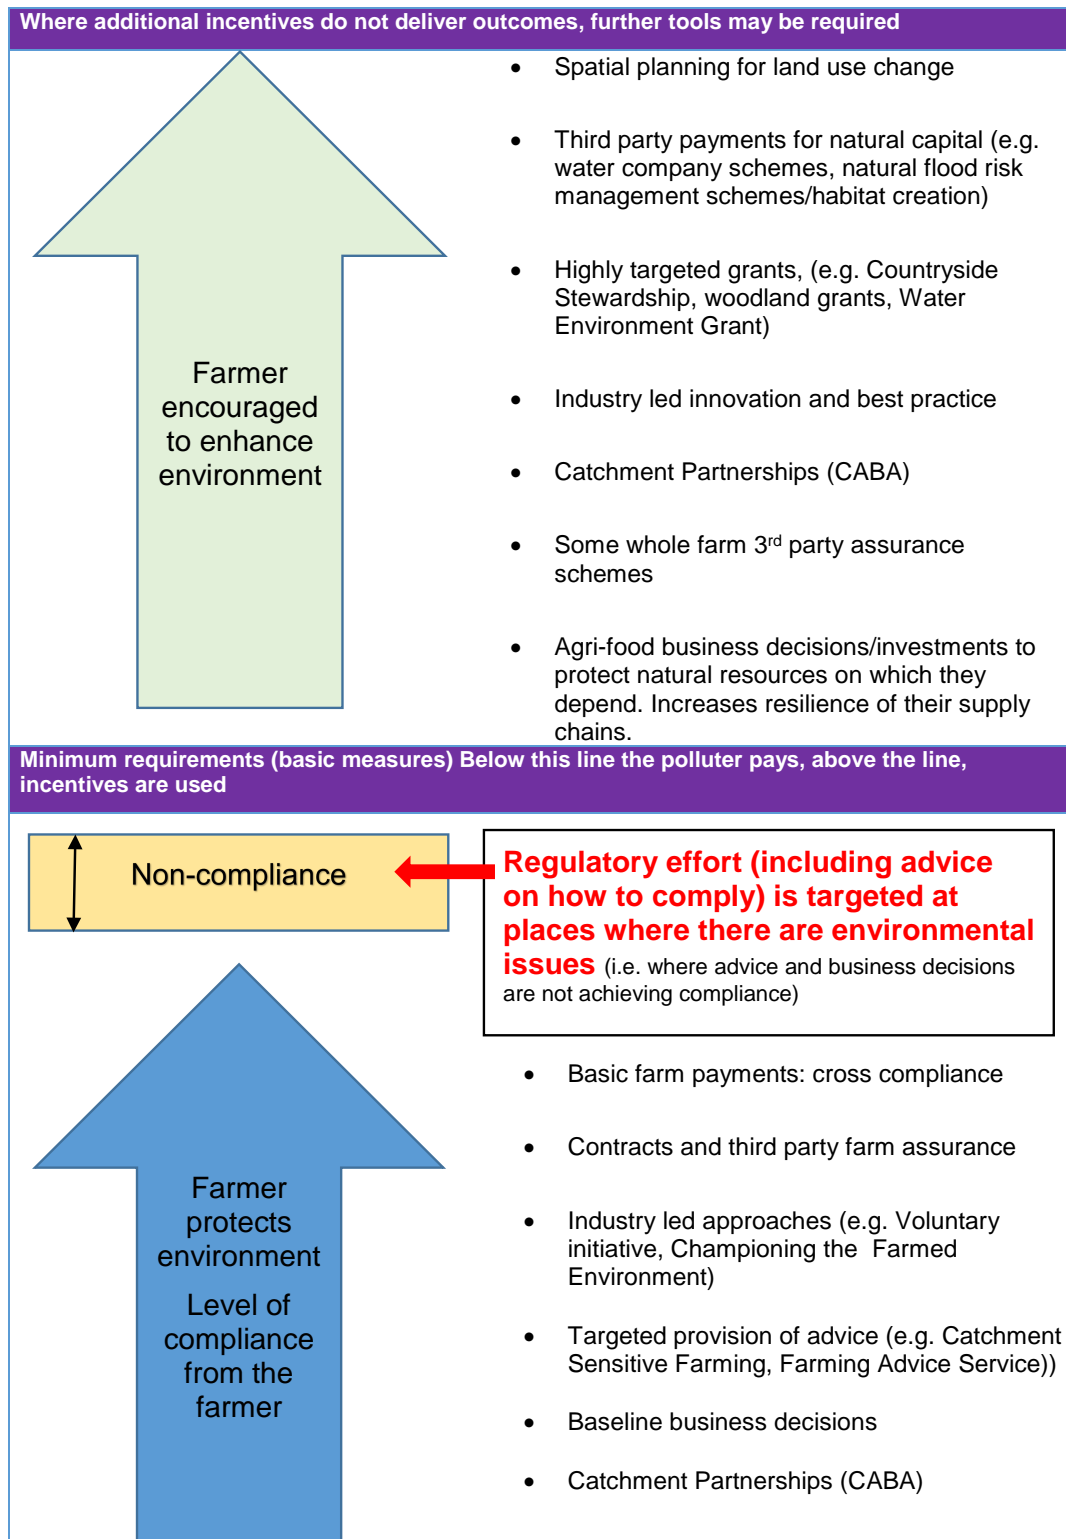 Where additional incentives do not deliver outcomes, further tools may be required
Farmer
encouraged
to enhance
environment
• Spatial planning for land use change
• Third party payments for natural capital (e.g.
water company schemes, natural flood risk
management schemes/habitat creation)
• Highly targeted grants, (e.g. Countryside
Stewardship, woodland grants, Water
Environment Grant)
• Industry led innovation and best practice
• Catchment Partnerships (CABA)
• Some whole farm 3rd party assurance
schemes
• Agri-food business decisions/investments to
protect natural resources on which they
depend. Increases resilience of their supply
chains.
Minimum requirements (basic measures) Below this line the polluter pays, above the line,
incentives are used
Non-compliance
Regulatory effort (including advice
on how to comply) is targeted at
places where there are environmental
issues (i.e. where advice and business decisions
are not achieving compliance)
Farmer
protects
environment
Level of
compliance
from the
farmer
• Basic farm payments: cross compliance
• Contracts and third party farm assurance
• Industry led approaches (e.g. Voluntary
initiative, Championing the Farmed
Environment)
• Targeted provision of advice (e.g. Catchment
Sensitive Farming, Farming Advice Service))
• Baseline business decisions
• Catchment Partnerships (CABA)